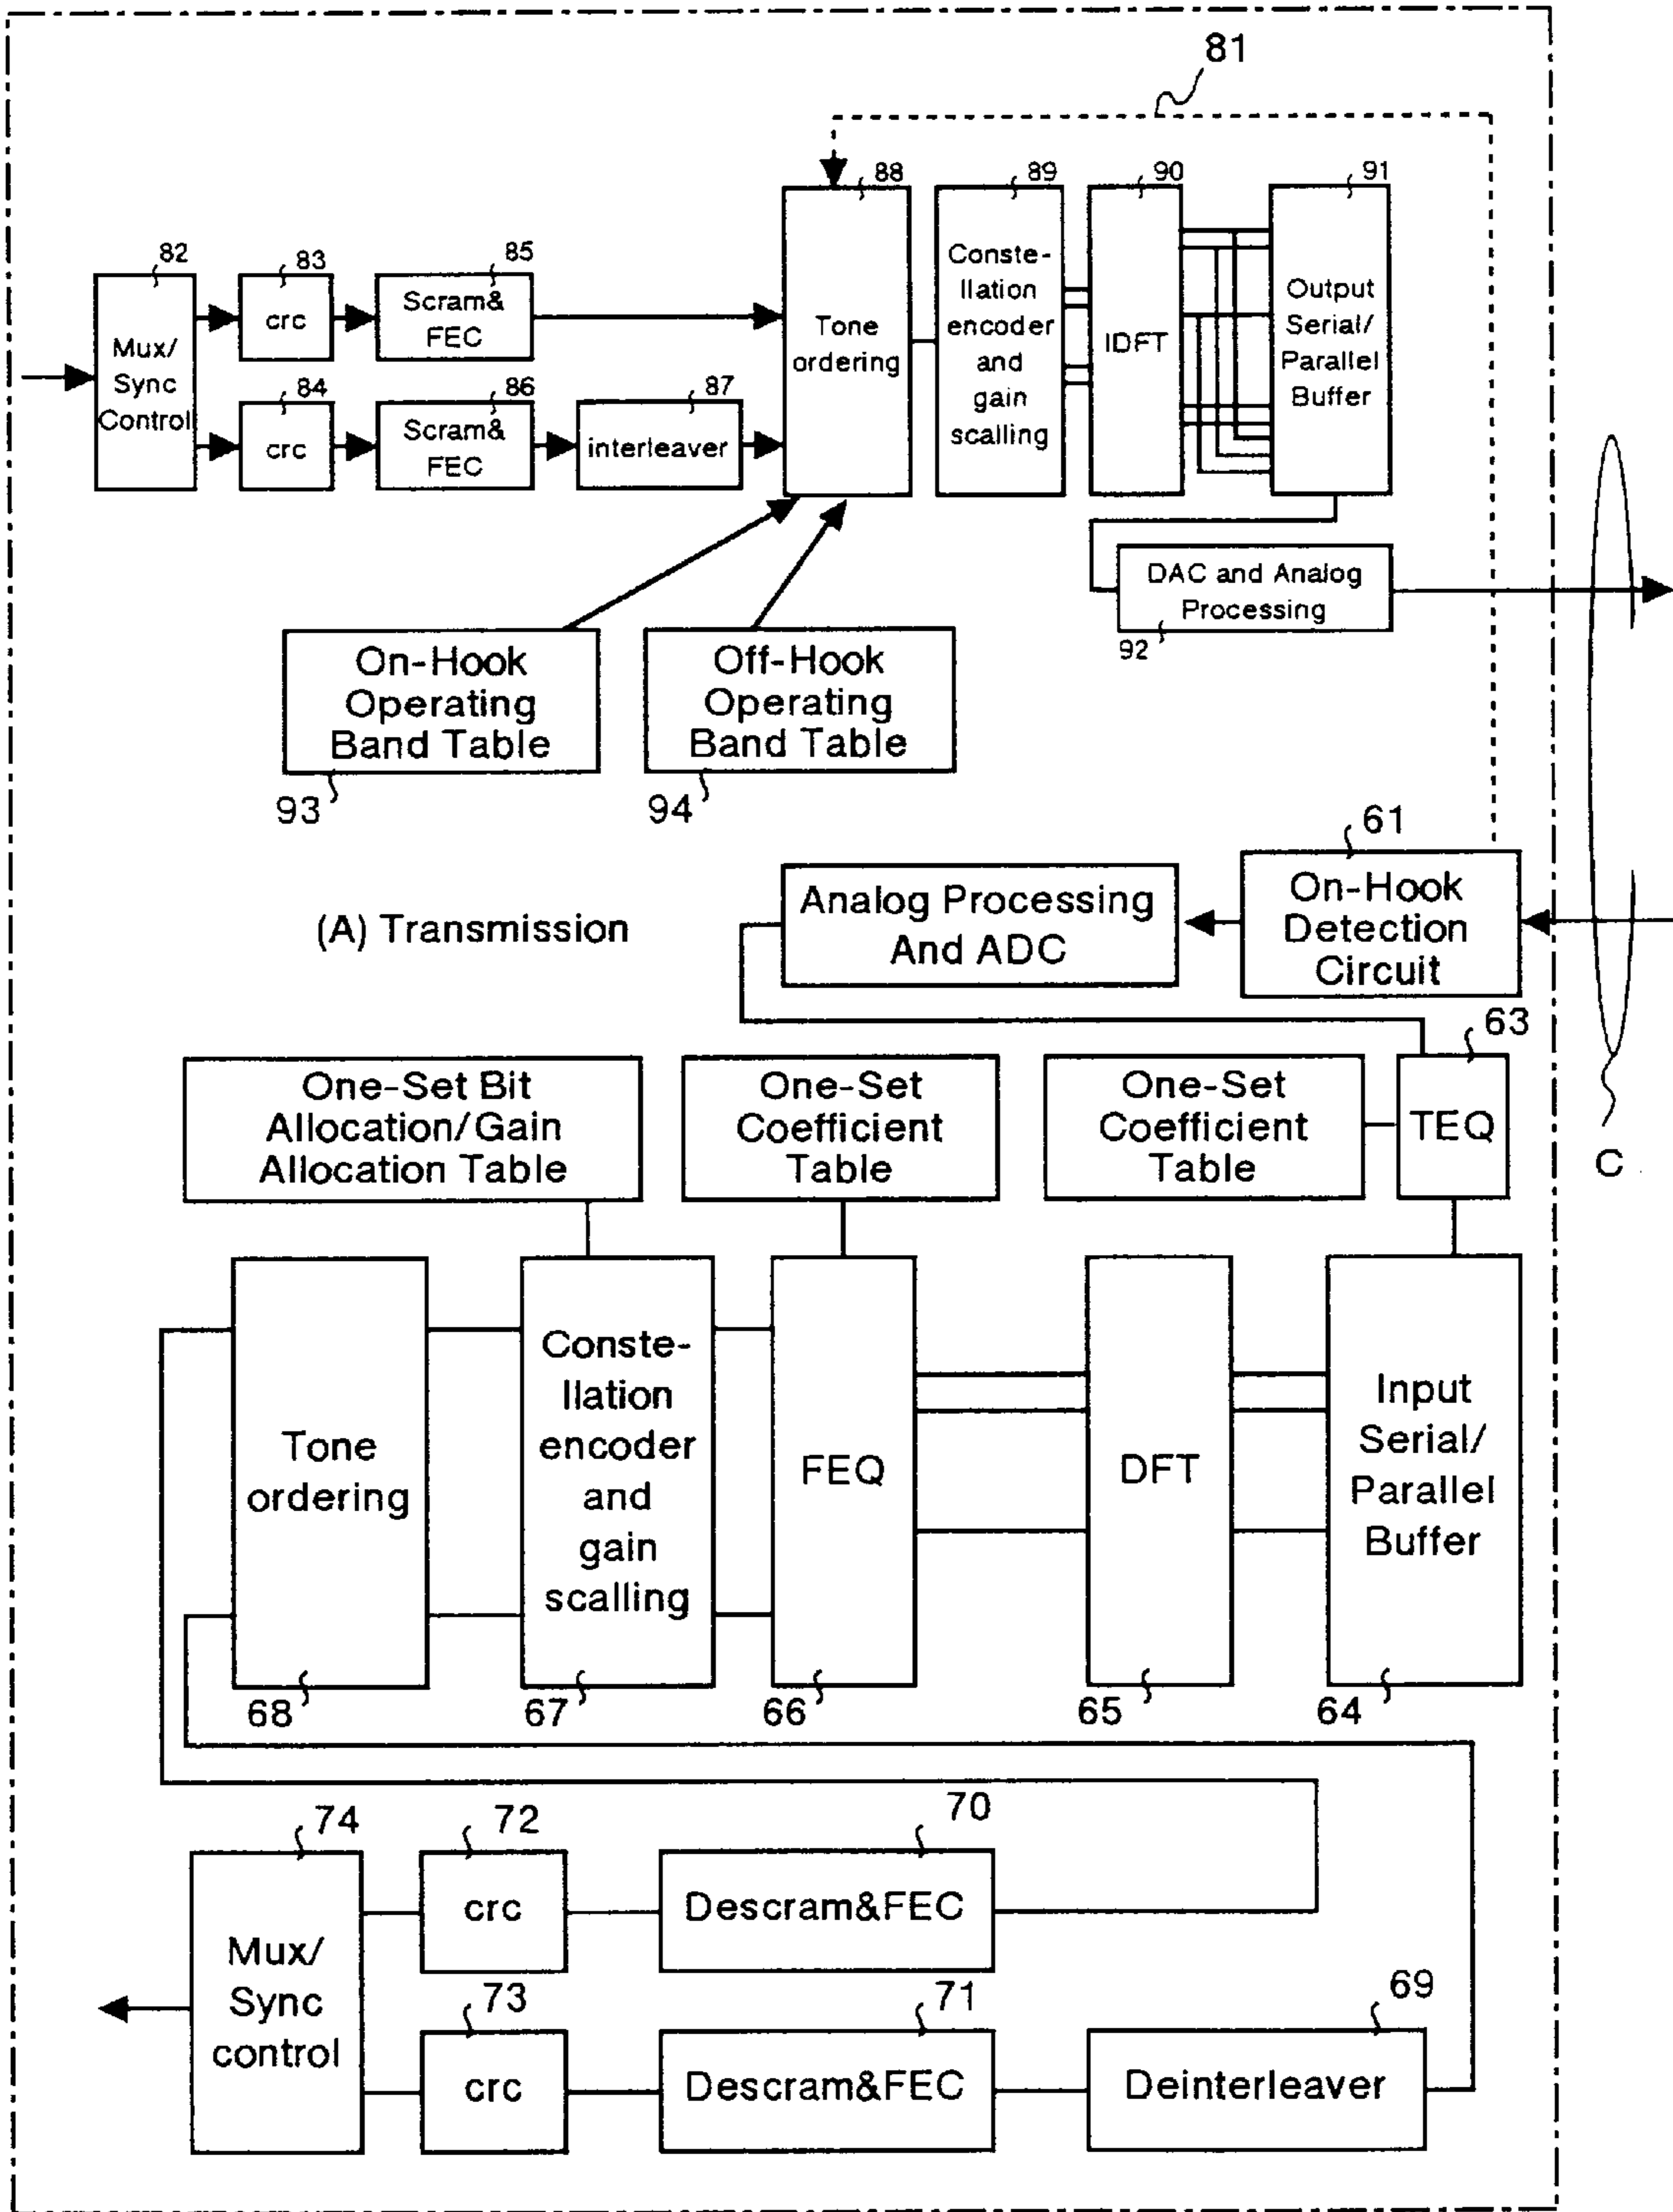 81
88
89
90
91
82
83
85
Mux/
Sync
Control
crc
Scram&
FEC
84
86
87
crc
Scram&
FEC
interleaver
Tone
ordering
Conste-
llation
encoder
and
gain
scalling
IDFT
Output
Serial/
Parallel
Buffer
DAC and Analog
Processing
92
On-Hook
Operating
Band Table
93
Off-Hook
Operating
Band Table
94
61
On-Hook
Detection
Circuit
Analog Processing
And ADC
(A) Transmission
63
One-Set Bit
Allocation/Gain
Allocation Table
One-Set
Coefficient
Table
One-Set
Coefficient
Table
TEQ
C
Tone
ordering
Conste-
llation
encoder
and
gain
scalling
FEQ
DFT
Input
Serial/
Parallel
Buffer
68
67
66
65
64
74
72
70
Mux/
Sync
control
crc
Descram&FEC
73
71
69
crc
Descram&FEC
Deinterleaver